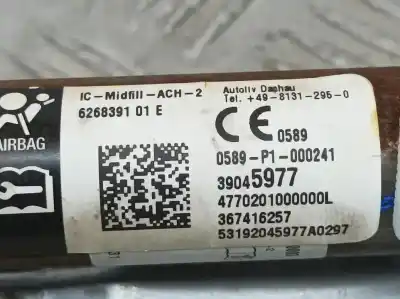 IC-Midfill-ACH-2
6268391 01 E
Autoliv Dachau
Tel. +49-8131-295-0
AIRBAG
CE 0589
0589-P1-000241
39045977
4770201000000L
367416257
53192045977A0297